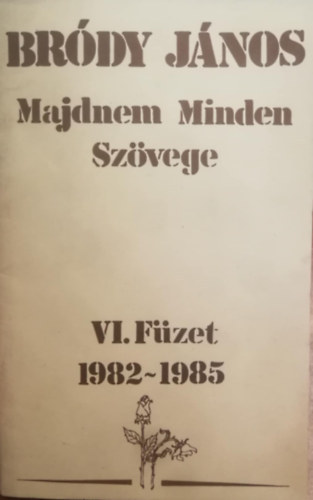 BRÓDY JÁNOS
Majdnem Minden
Szövege
VI. Füzet
1982~1985